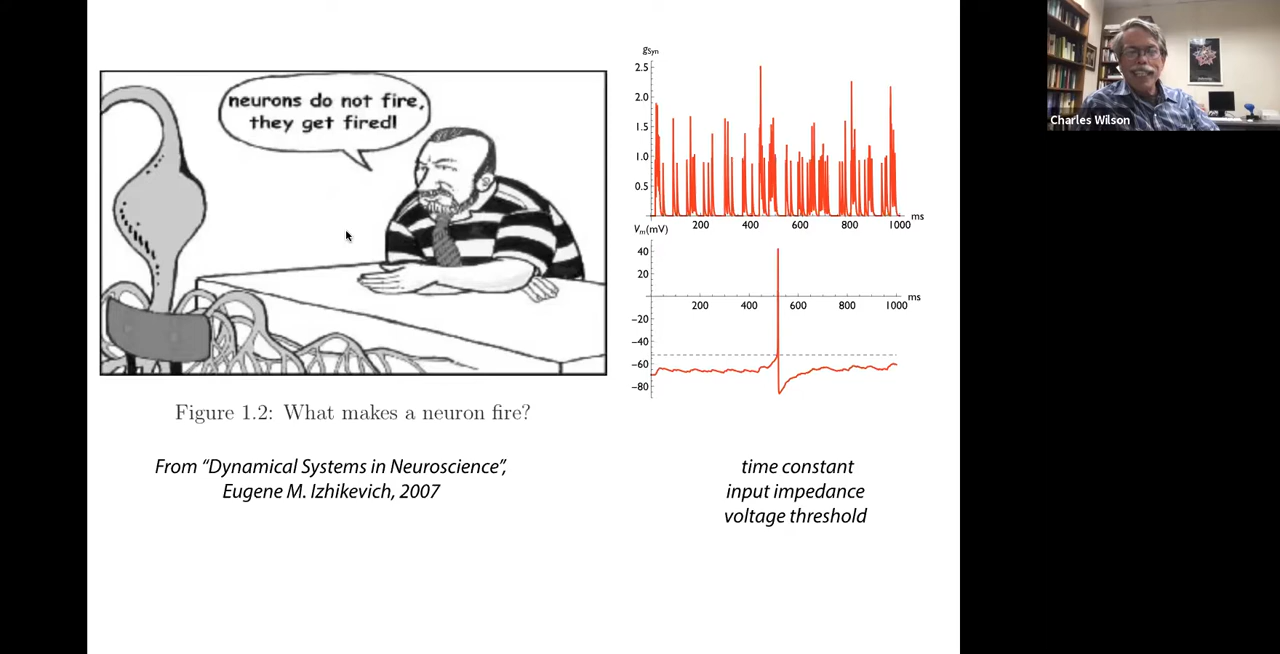 neurons do not fire,
they get fired!
Figure 1.2: What makes a neuron fire?
From “Dynamical Systems in Neuroscience”,
Eugene M. Izhikevich, 2007
gSyn
2.5
2.0
1.5
1.0
0.5
200 400 600 800 1000 ms
Vm(mV)
40
20
200 400 600 800 1000 ms
−20
−40
−60
−80
time constant
input impedance
voltage threshold
Charles Wilson